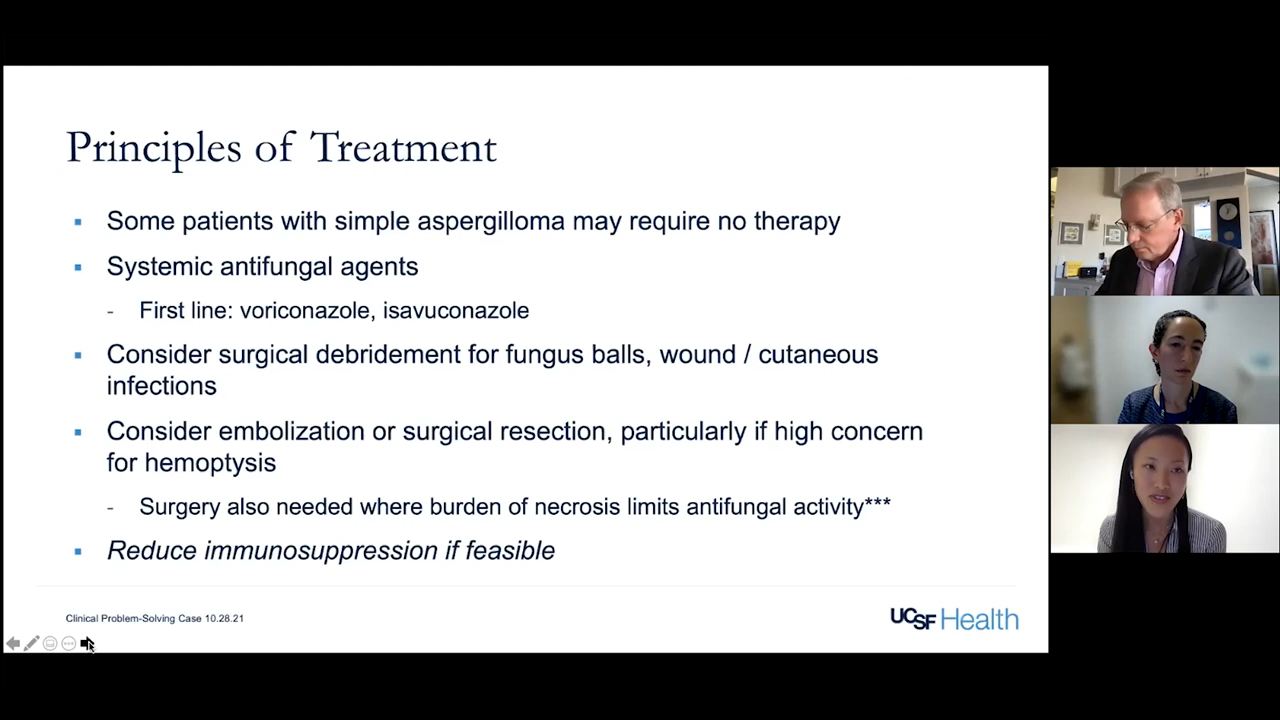 Principles of Treatment
▪ Some patients with simple aspergilloma may require no therapy
▪ Systemic antifungal agents
- First line: voriconazole, isavuconazole
▪ Consider surgical debridement for fungus balls, wound / cutaneous
infections
▪ Consider embolization or surgical resection, particularly if high concern
for hemoptysis
- Surgery also needed where burden of necrosis limits antifungal activity***
▪ Reduce immunosuppression if feasible
Clinical Problem-Solving Case 10.28.21
UCSF Health